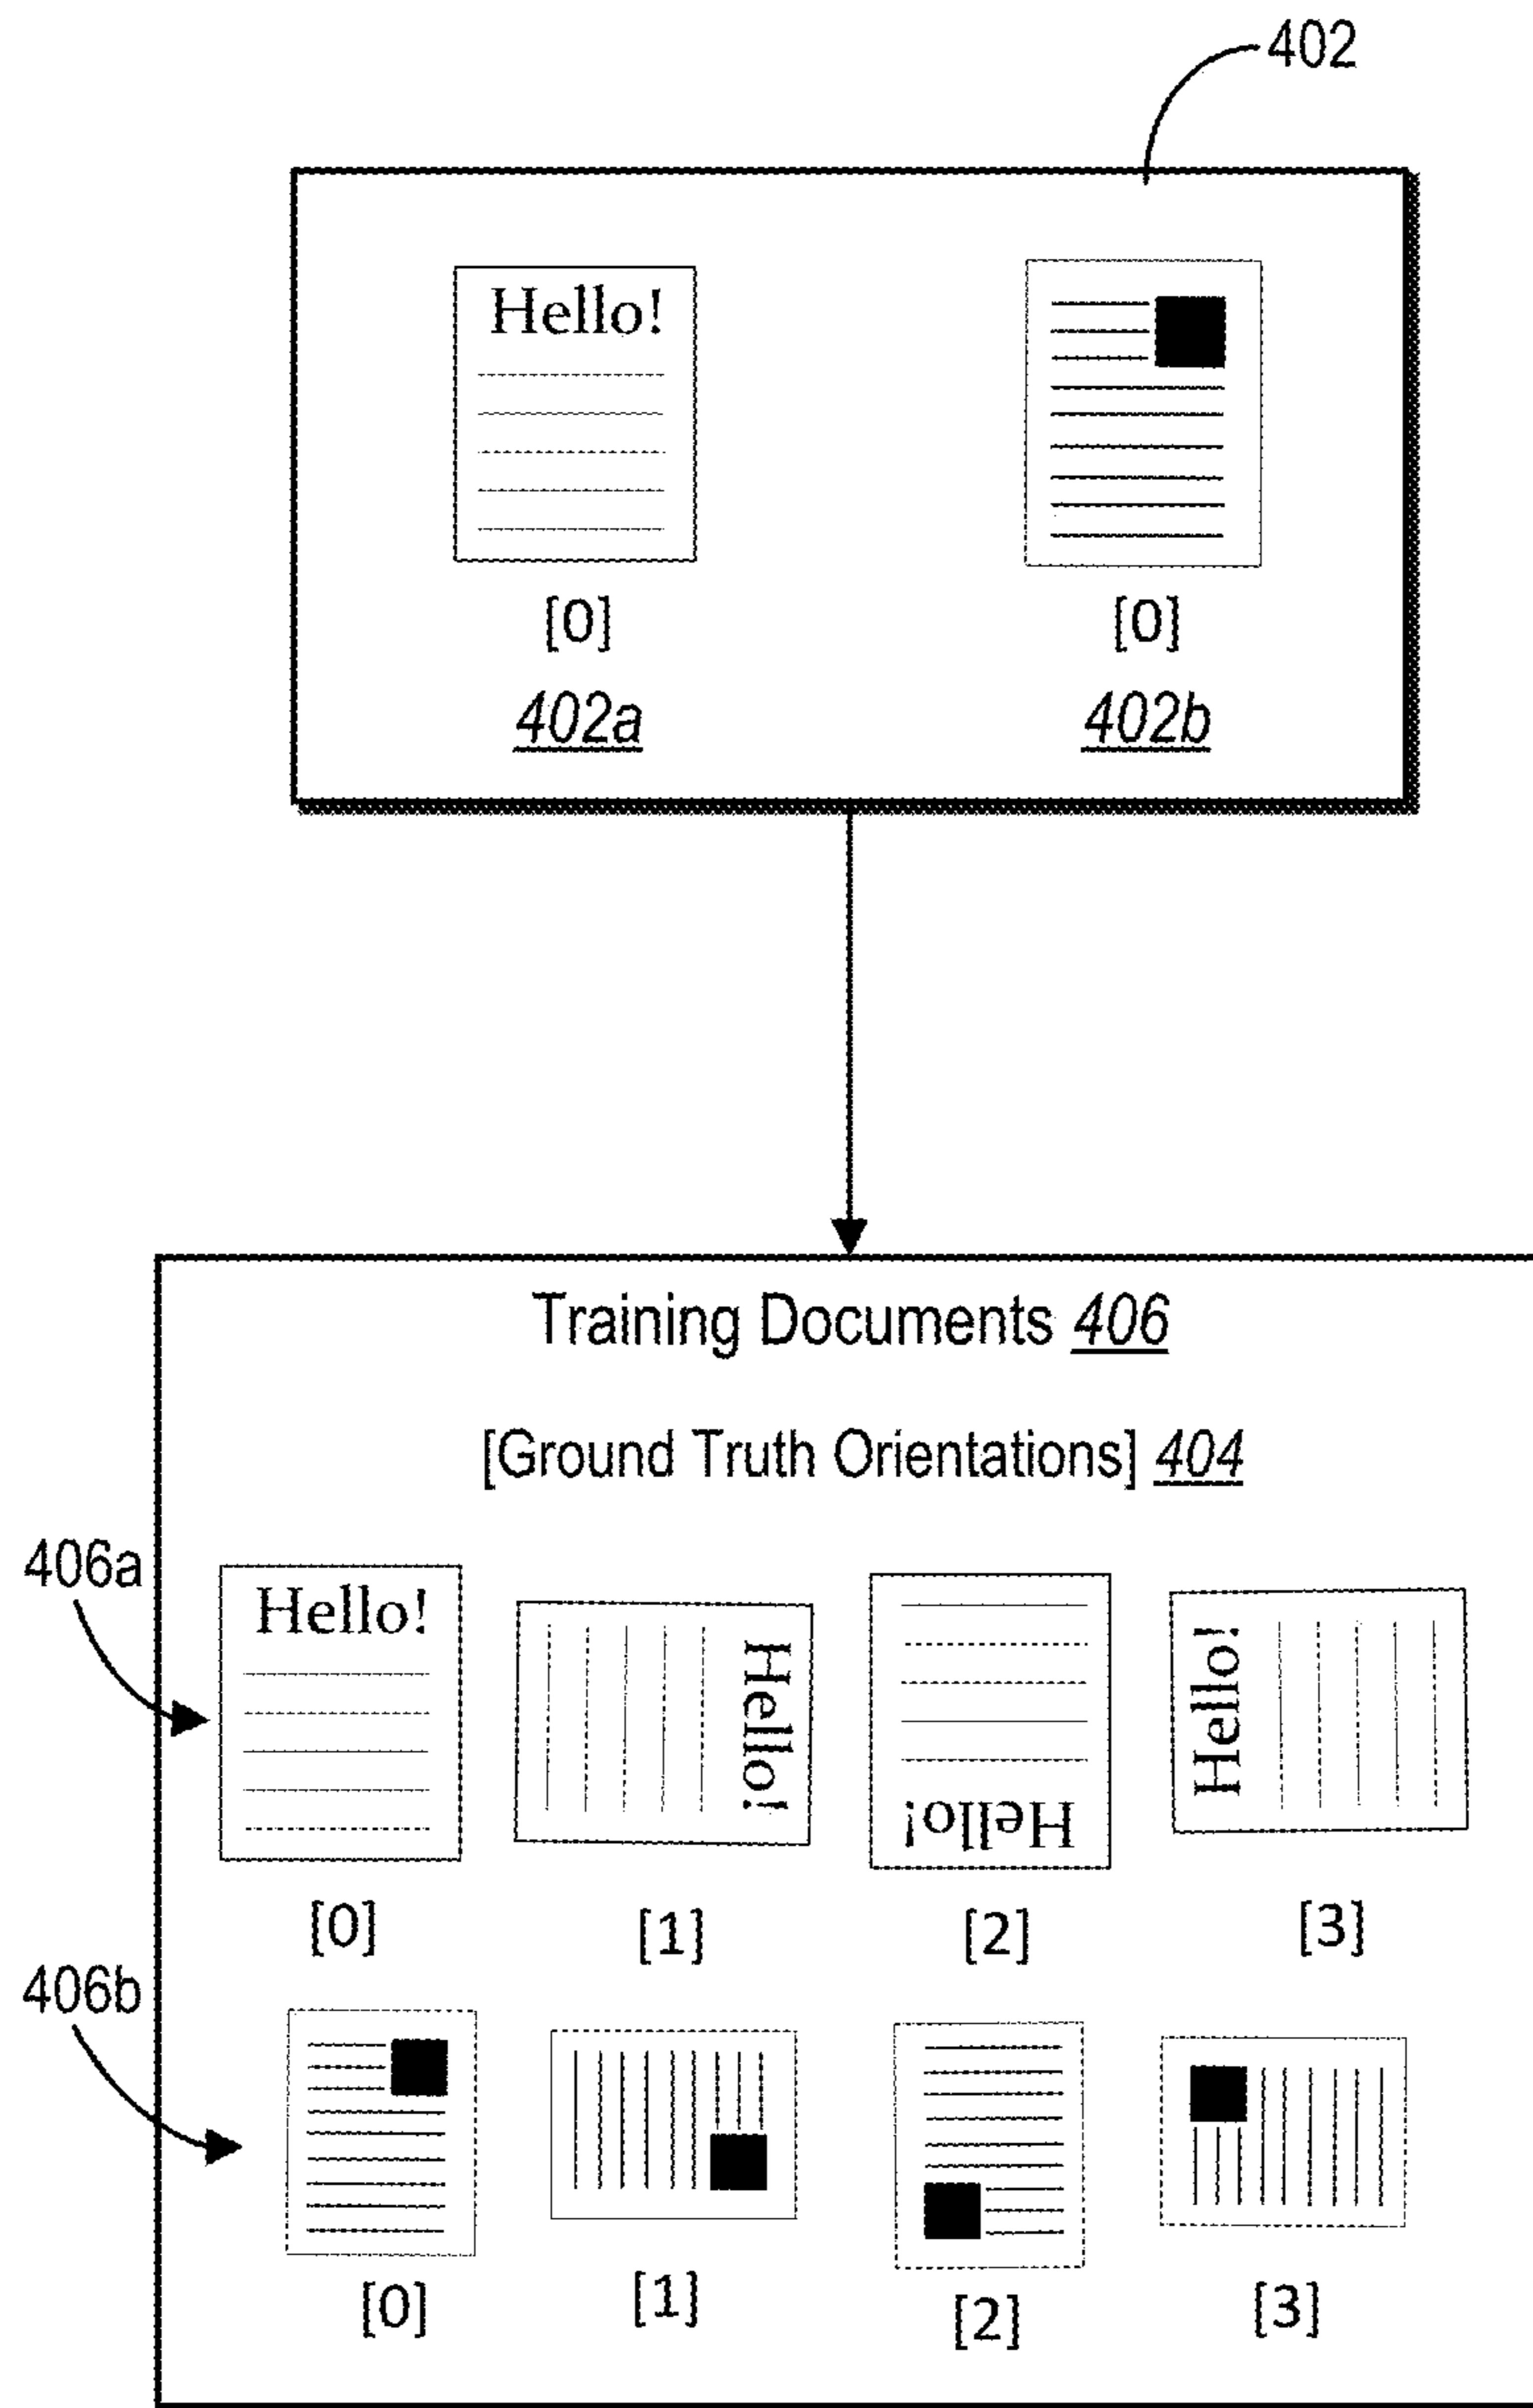 402
Hello!
[0] [0]
402a 402b
Training Documents 406
[Ground Truth Orientations] 404
406a
Hello! Hello! Hello! Hello!
[0] [1] [2] [3]
406b
[0] [1] [2] [3]